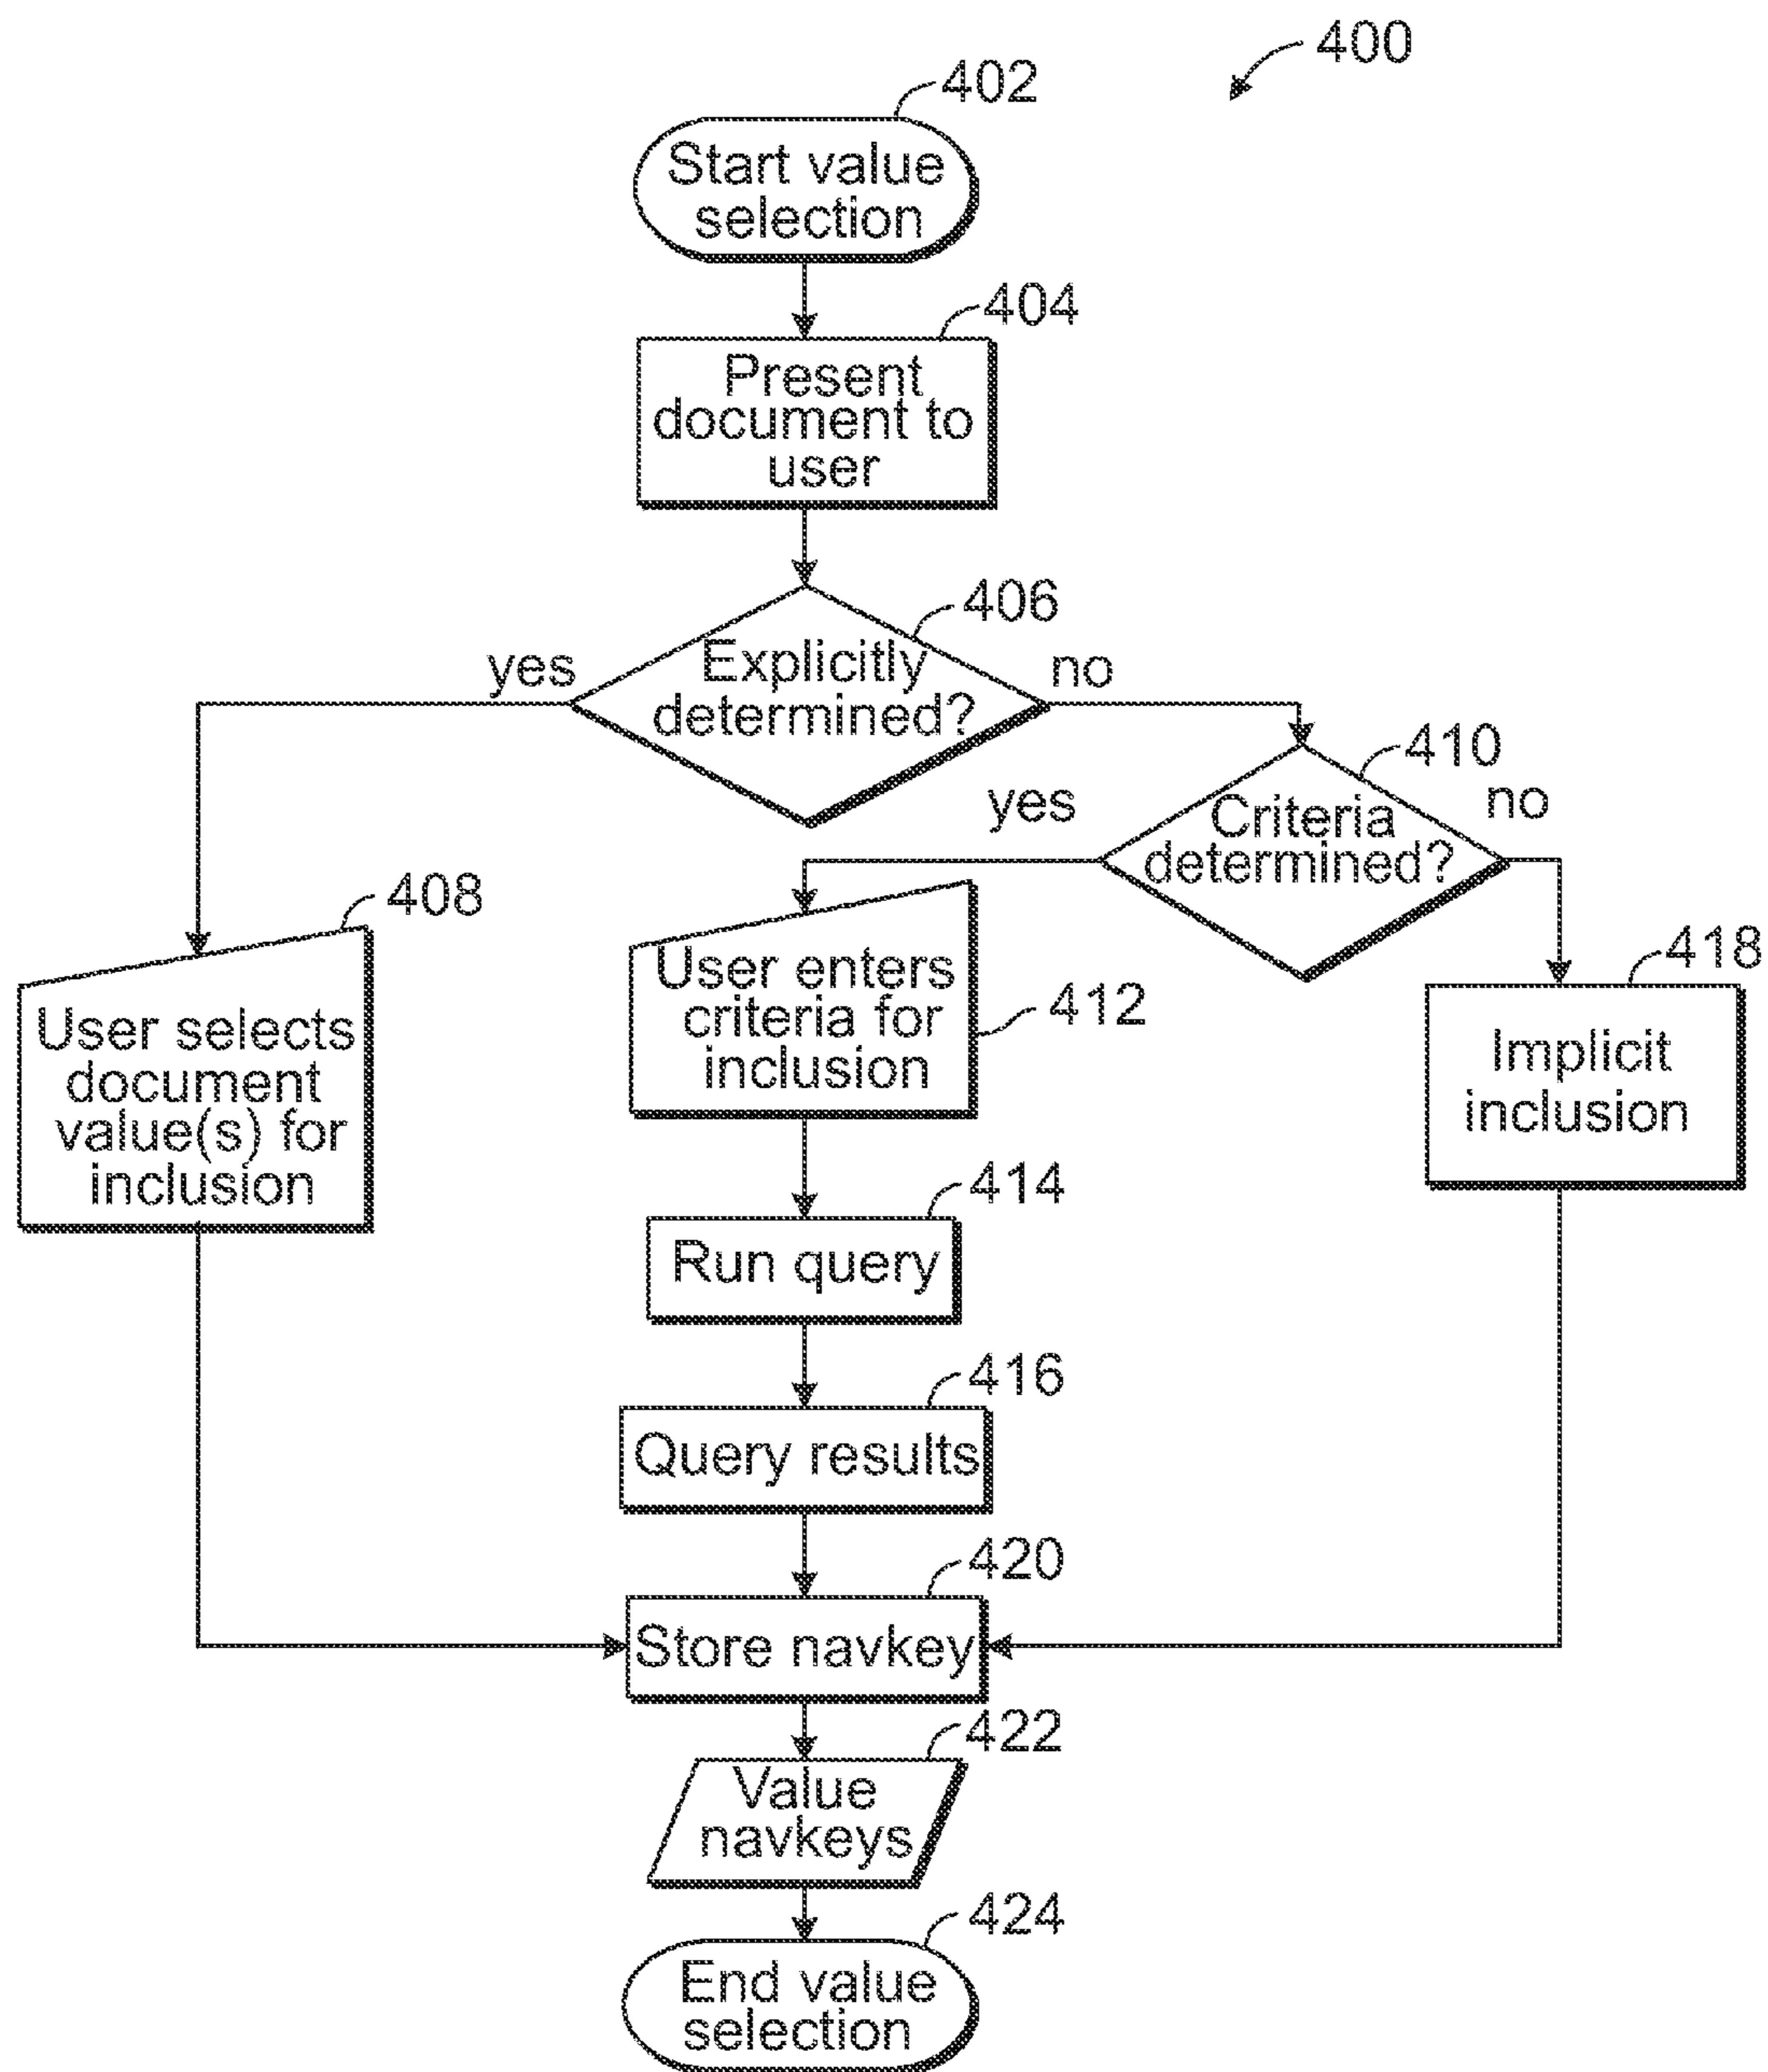 400
402
Start value
selection
404
Present
document to
user
406
Explicitly
determined?
yes
no
410
Criteria
determined?
yes
no
408
User selects
document
value(s) for
inclusion
412
User enters
criteria for
inclusion
418
Implicit
inclusion
414
Run query
416
Query results
420
Store navkey
422
Value
navkeys
424
End value
selection